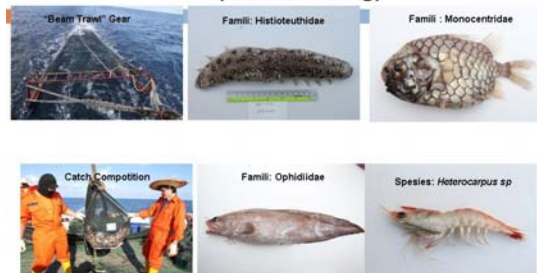 "Beam Trawl" Gear
Famili: Histioteuthidae
Famili : Monocentridae
Catch Compotition
Famili: Ophidiidae
Spesies: Heterocarpus sp